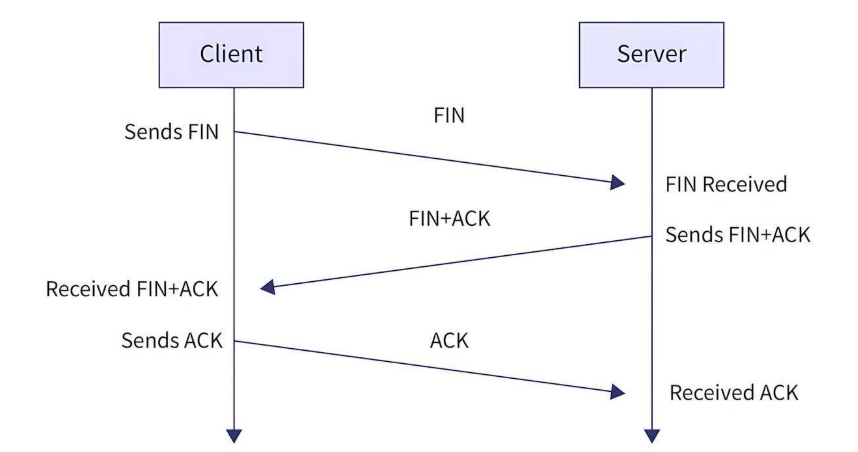 Client
Server
FIN
Sends FIN
FIN Received
FIN+ACK
Sends FIN+ACK
Received FIN+ACK
Sends ACK
ACK
Received ACK